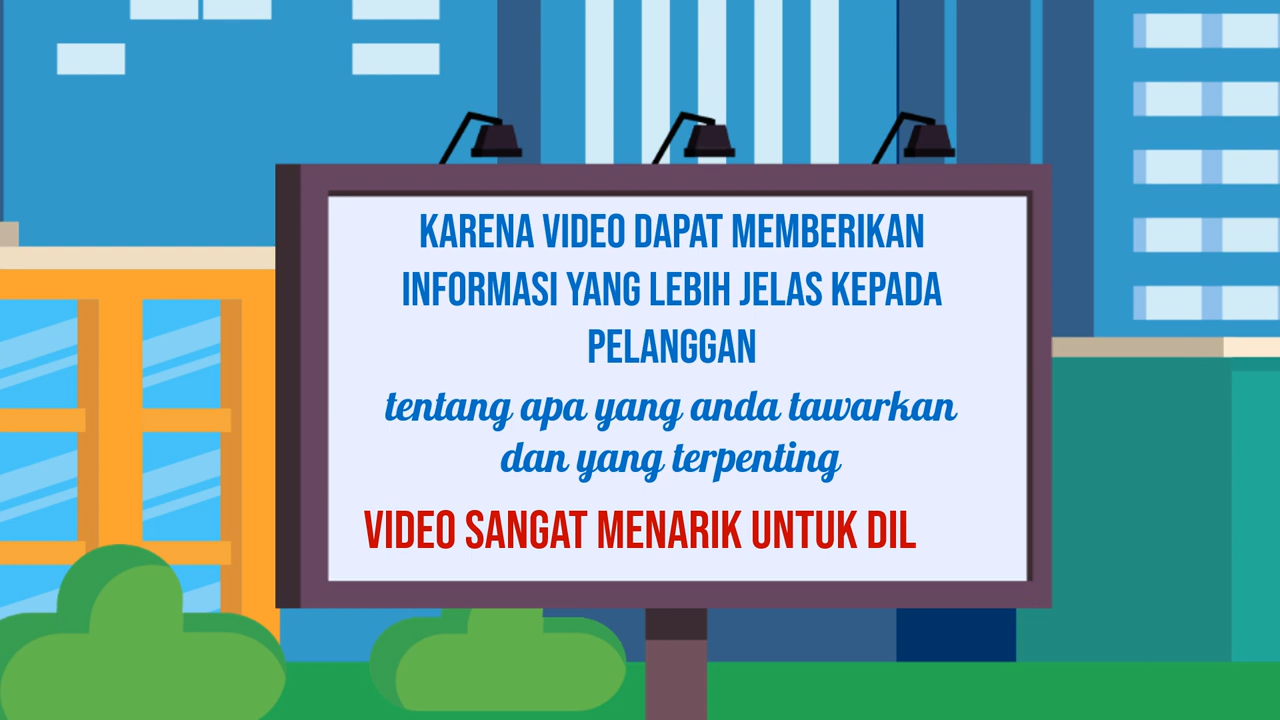 KARENA VIDEO DAPAT MEMBERIKAN
INFORMASI YANG LEBIH JELAS KEPADA
PELANGGAN
tentang apa yang anda tawarkan
dan yang terpenting
VIDEO SANGAT MENARIK UNTUK DIL